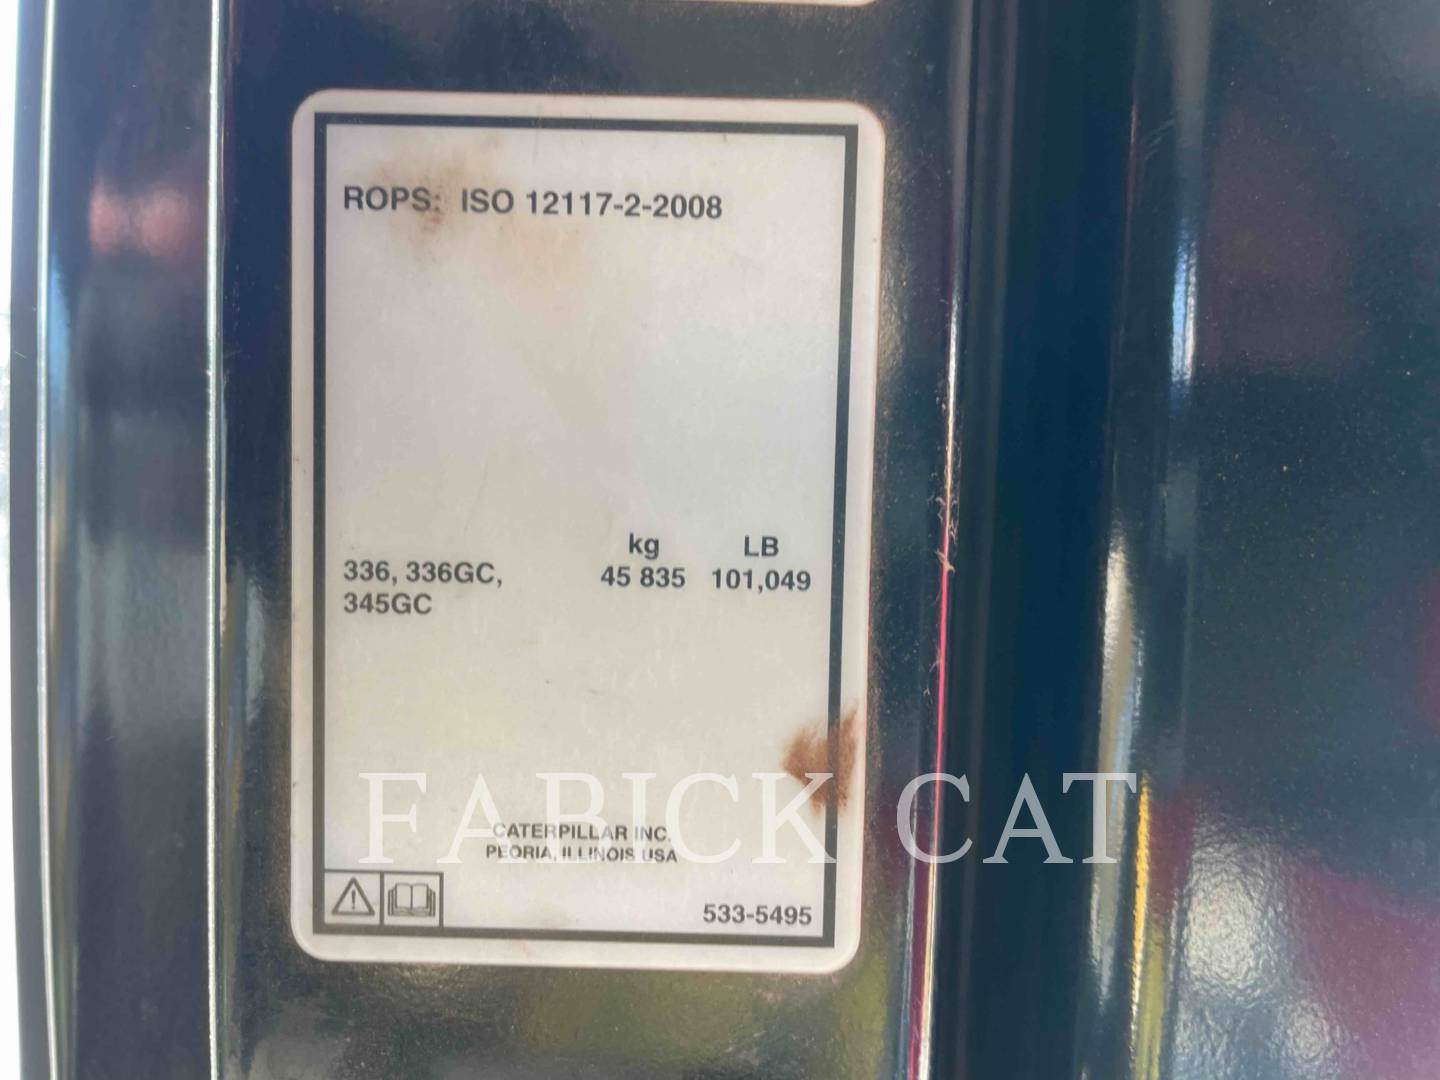 ROPS: ISO 12117-2-2008
kg LB
336, 336GC, 45 835 101,049
345GC
FABICK CAT
CATERPILLAR INC.
PEORIA, ILLINOIS USA
533-5495